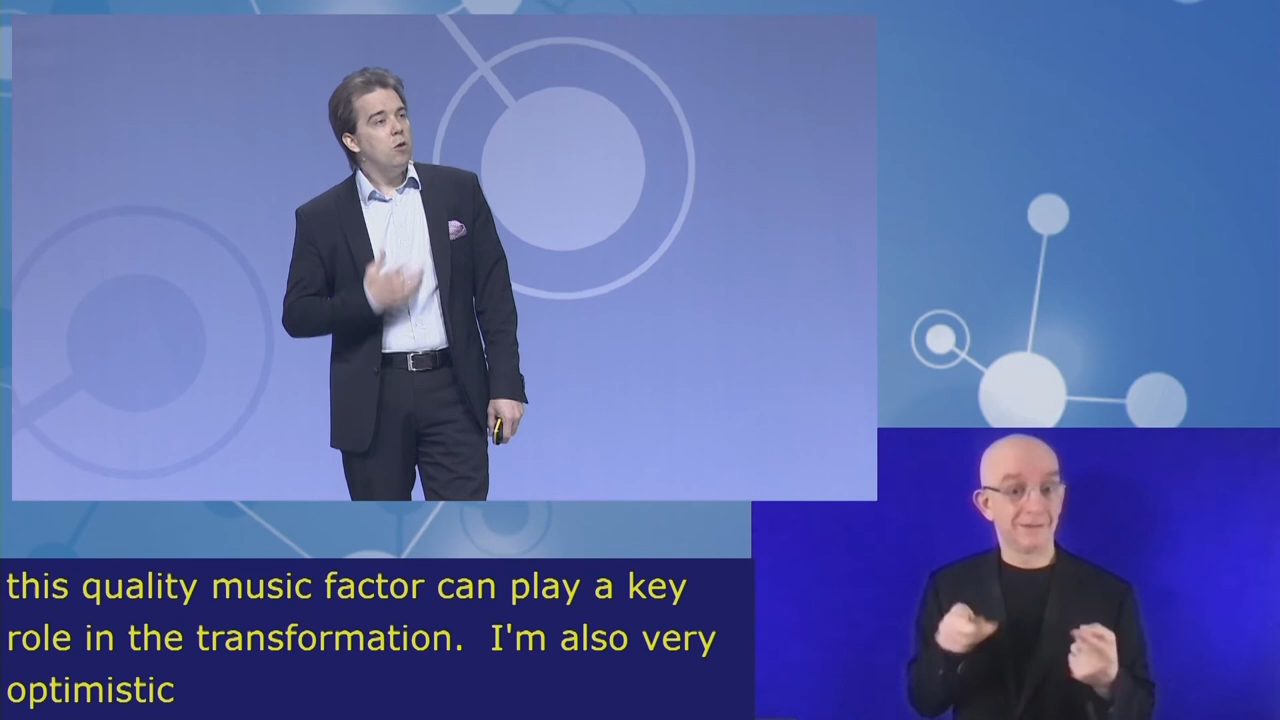 this quality music factor can play a key
role in the transformation.  I'm also very
optimistic